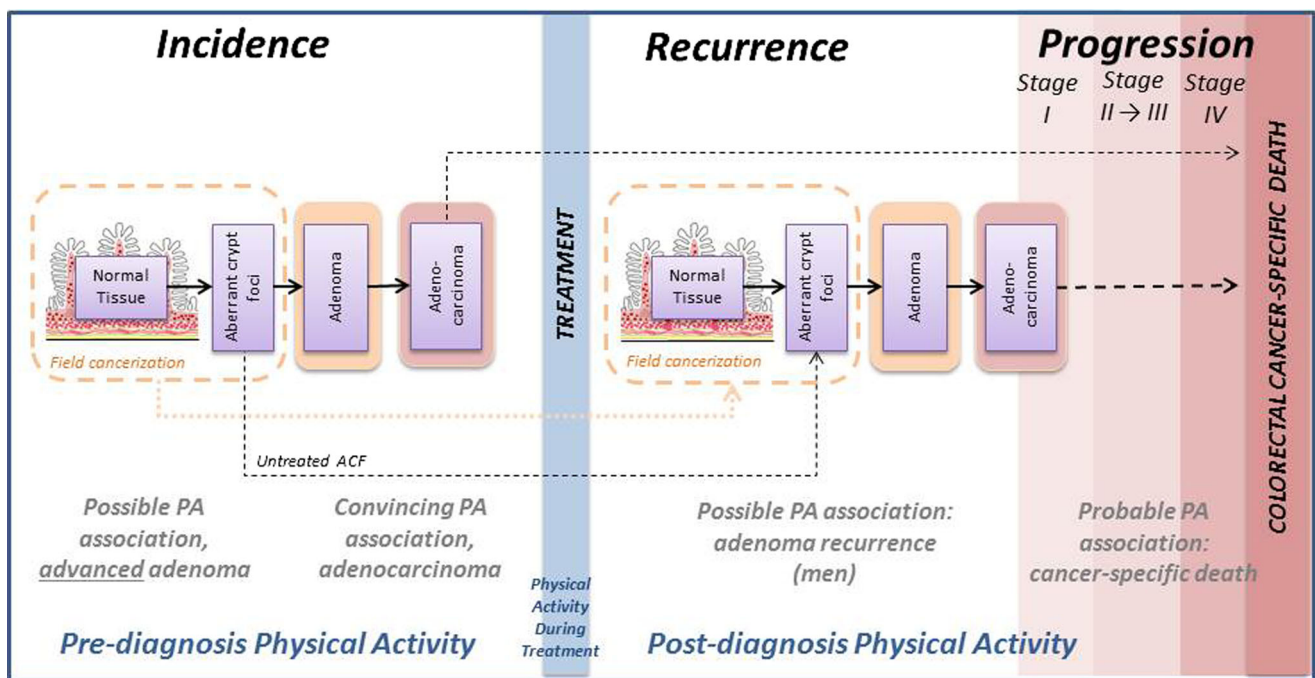 Incidence
Recurrence
Progression
Stage
I
Stage
II → III
Stage
IV
Normal
Tissue
Aberrant crypt
foci
Adenoma
Adeno-
carcinoma
Field cancerization
Untreated ACF
TREATMENT
Normal
Tissue
Aberrant crypt
foci
Adenoma
Adeno-
carcinoma
Field cancerization
COLORECTAL CANCER-SPECIFIC DEATH
Possible PA
association,
advanced adenoma
Convincing PA
association,
adenocarcinoma
Possible PA association:
adenoma recurrence
(men)
Probable PA
association:
cancer-specific death
Pre-diagnosis Physical Activity
Physical
Activity
During
Treatment
Post-diagnosis Physical Activity